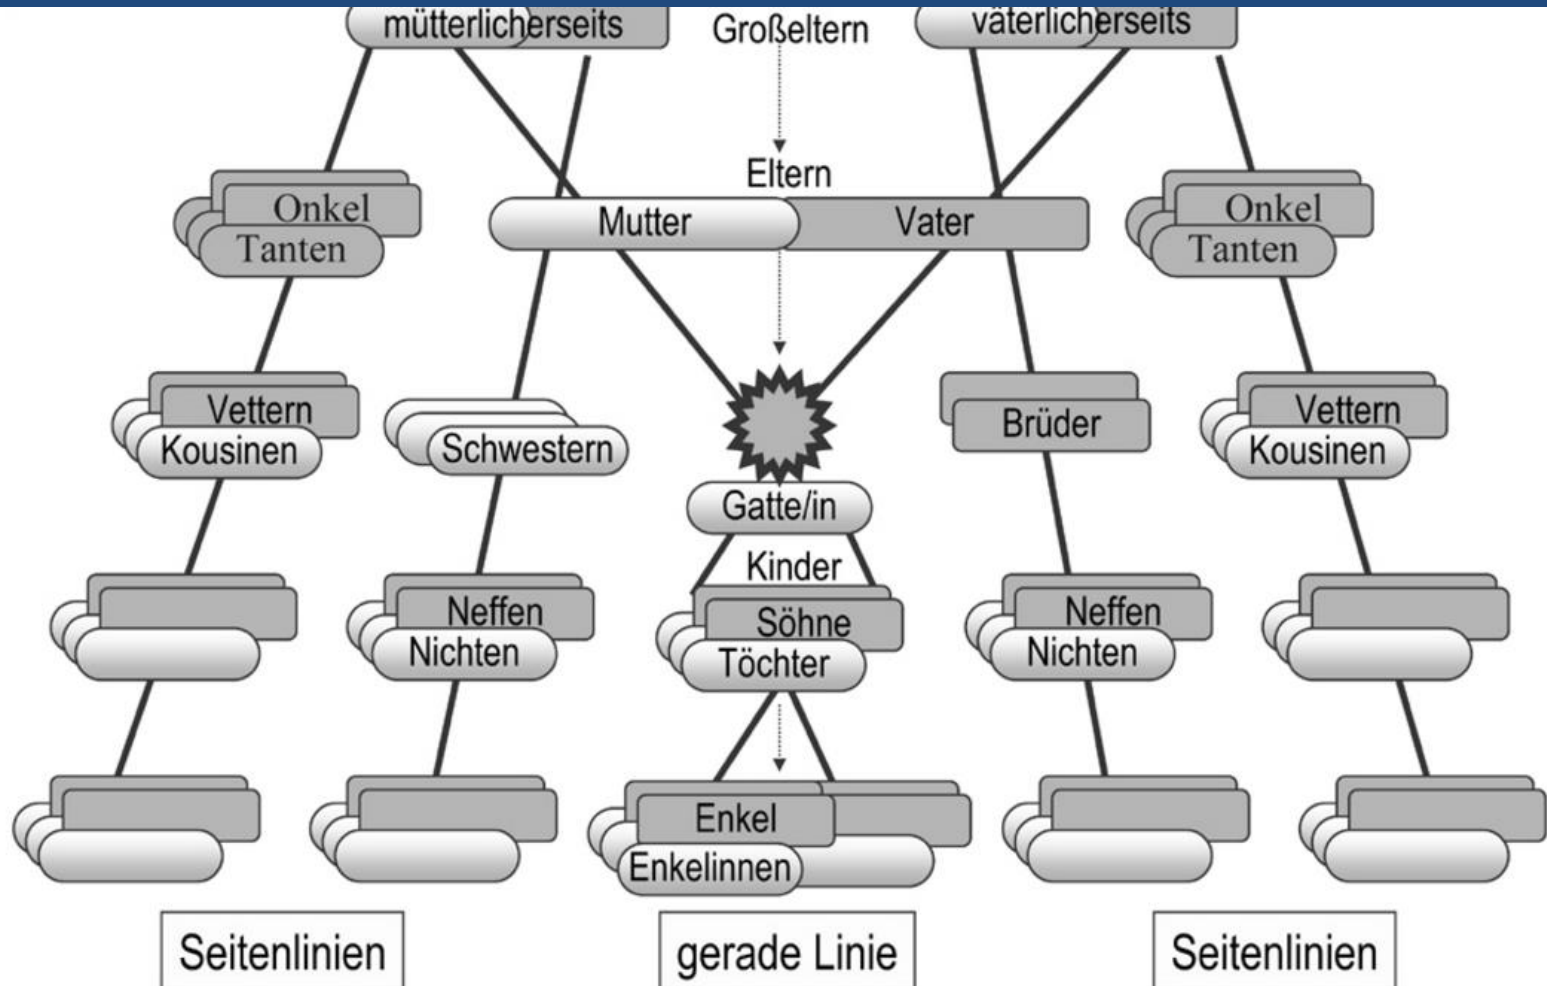 mütterlicherseits
Großeltern
väterlicherseits
Eltern
Onkel
Tanten
Mutter
Vater
Onkel
Tanten
Vettern
Kousinen
Schwestern
Brüder
Vettern
Kousinen
Gatte/in
Kinder
Neffen
Nichten
Söhne
Töchter
Neffen
Nichten
Enkel
Enkelinnen
Seitenlinien
gerade Linie
Seitenlinien